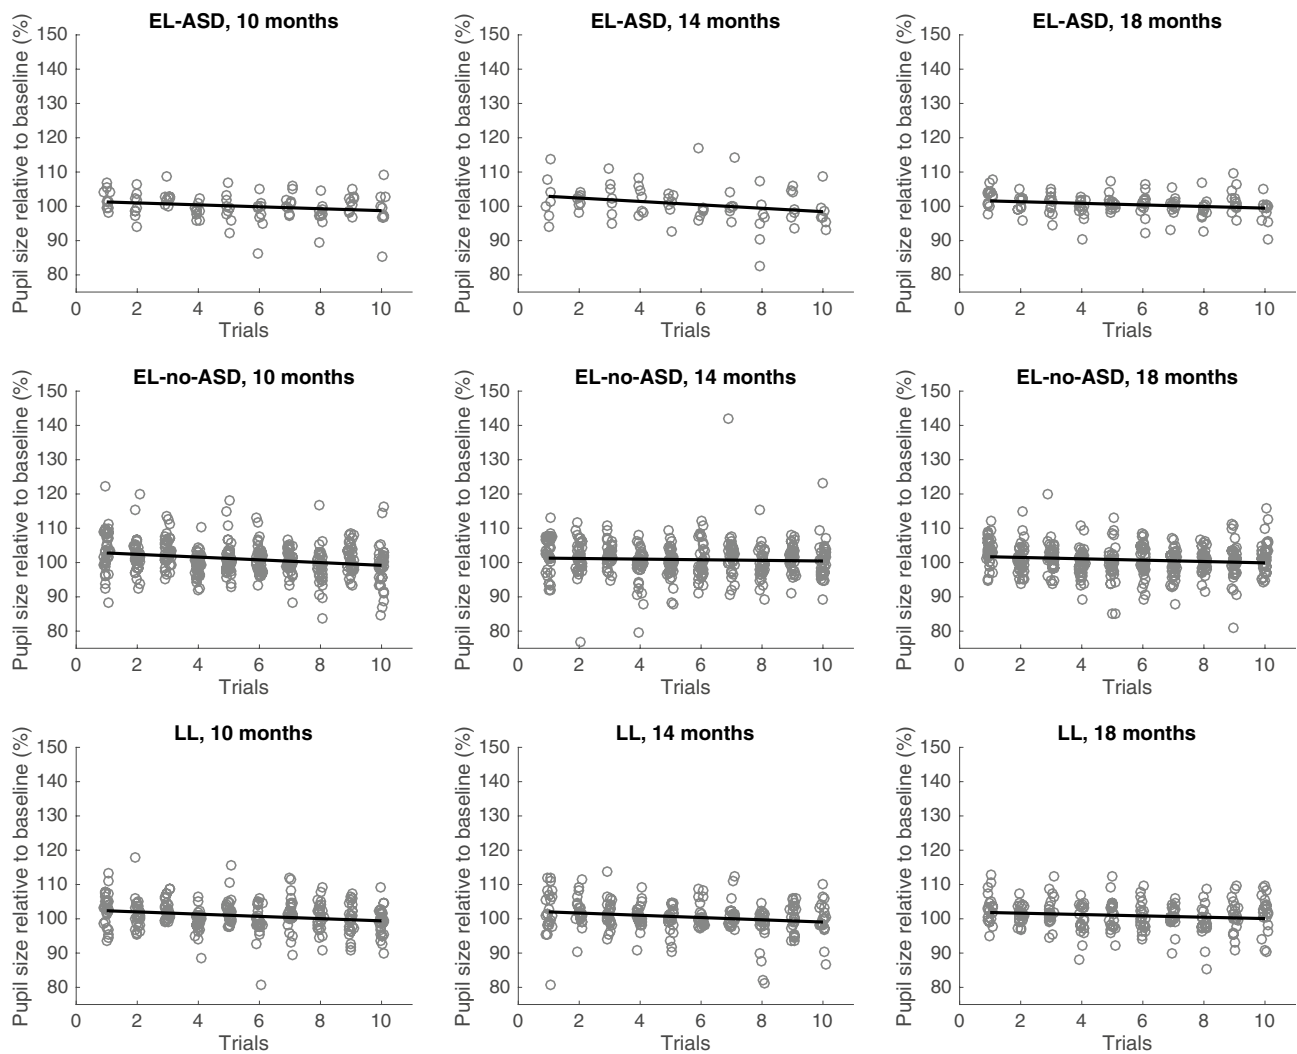 EL-ASD, 10 months
Pupil size relative to baseline (%)
150
140
130
120
110
100
90
80
0 2 4 6 8 10
Trials
EL-ASD, 14 months
Pupil size relative to baseline (%)
150
140
130
120
110
100
90
80
0 2 4 6 8 10
Trials
EL-ASD, 18 months
Pupil size relative to baseline (%)
150
140
130
120
110
100
90
80
0 2 4 6 8 10
Trials
EL-no-ASD, 10 months
Pupil size relative to baseline (%)
150
140
130
120
110
100
90
80
0 2 4 6 8 10
Trials
EL-no-ASD, 14 months
Pupil size relative to baseline (%)
150
140
130
120
110
100
90
80
0 2 4 6 8 10
Trials
EL-no-ASD, 18 months
Pupil size relative to baseline (%)
150
140
130
120
110
100
90
80
0 2 4 6 8 10
Trials
LL, 10 months
Pupil size relative to baseline (%)
150
140
130
120
110
100
90
80
0 2 4 6 8 10
Trials
LL, 14 months
Pupil size relative to baseline (%)
150
140
130
120
110
100
90
80
0 2 4 6 8 10
Trials
LL, 18 months
Pupil size relative to baseline (%)
150
140
130
120
110
100
90
80
0 2 4 6 8 10
Trials